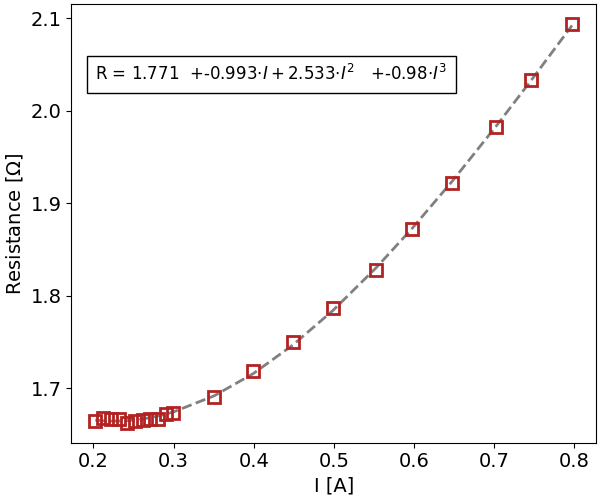 2.1
R = 1.771 +-0.993·I + 2.533·I² +-0.98·I³
2.0
1.9
1.8
1.7
Resistance [Ω]
0.2 0.3 0.4 0.5 0.6 0.7 0.8
I [A]